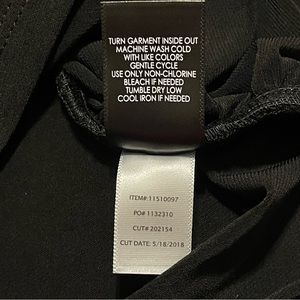 TURN GARMENT INSIDE OUT
MACHINE WASH COLD
WITH LIKE COLORS
GENTLE CYCLE
USE ONLY NON-CHLORINE
BLEACH IF NEEDED
TUMBLE DRY LOW
COOL IRON IF NEEDED
ITEM#: 11510097
PO# 1132310
CUT# 202154
CUT DATE: 5/18/2018